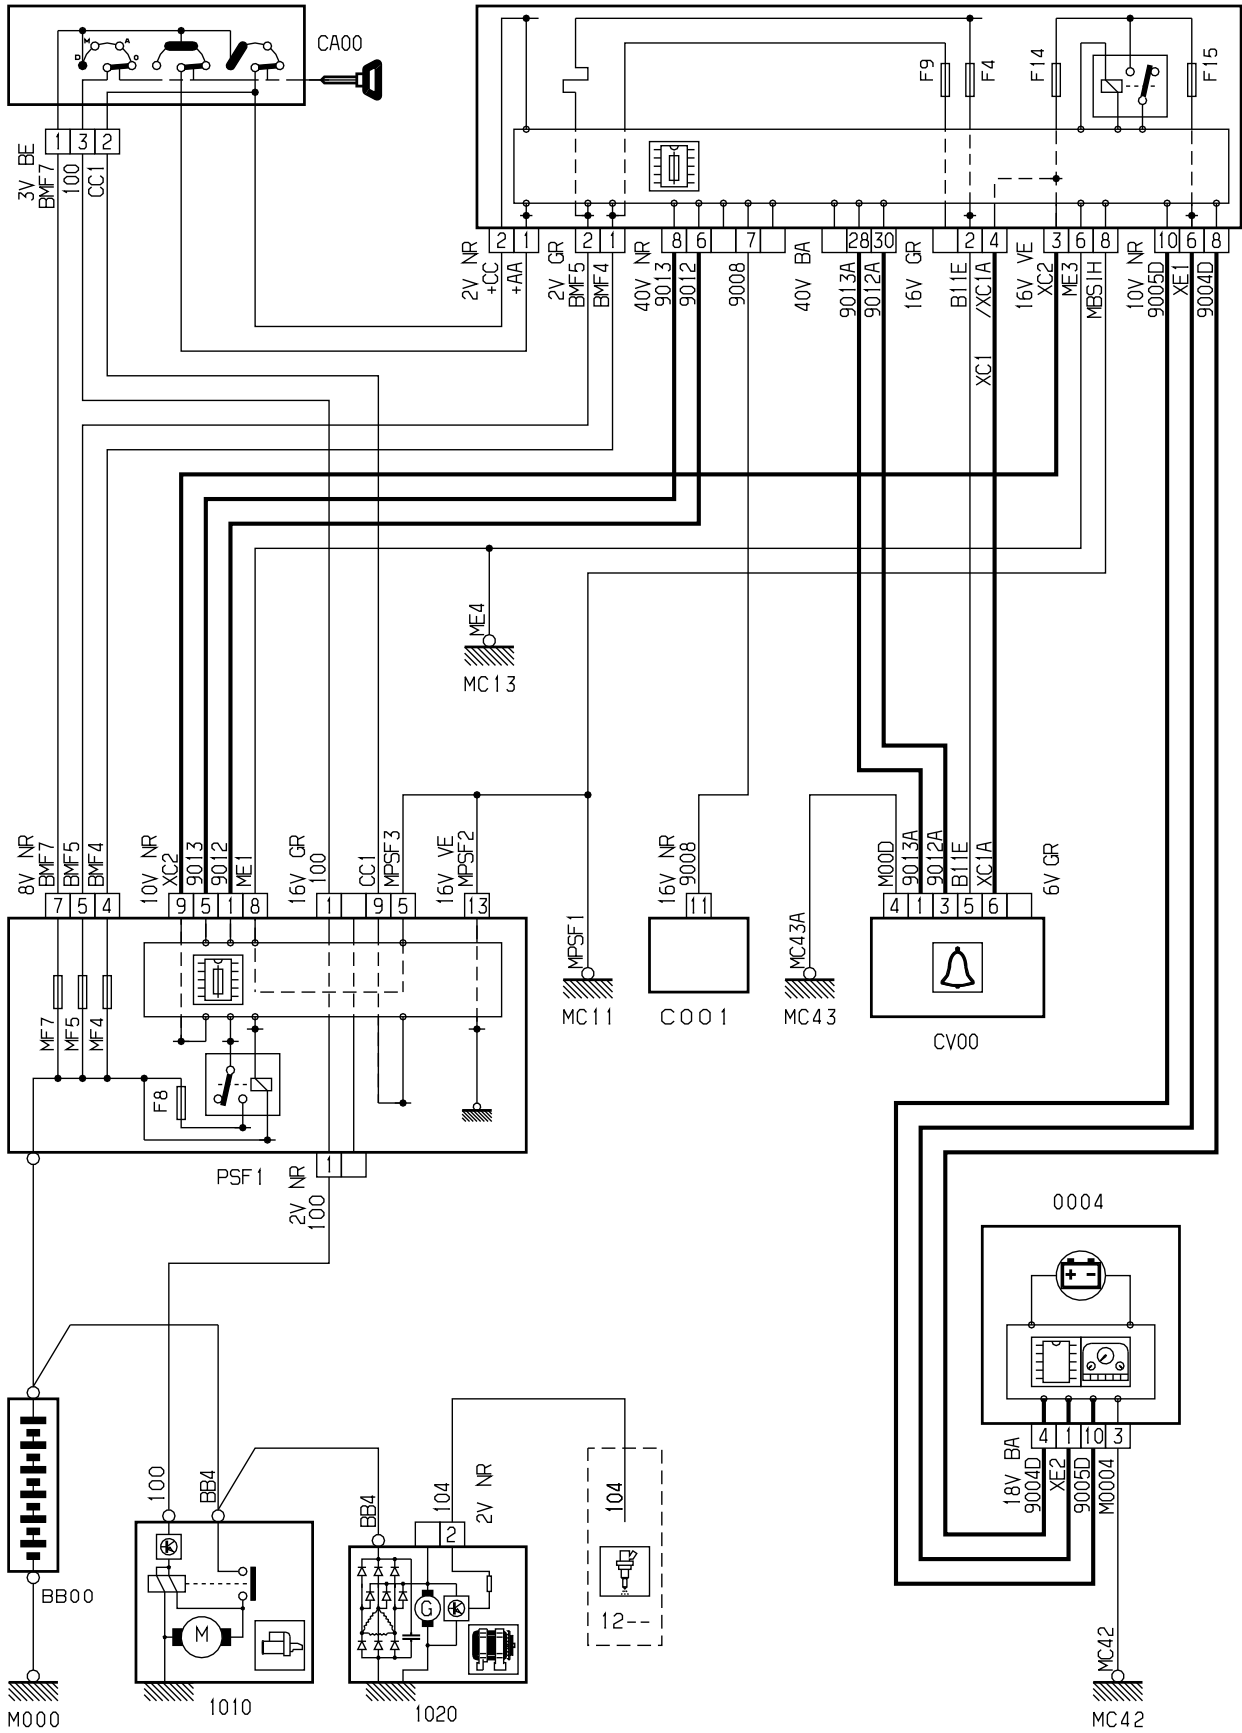 CA00
M
A
D
O
F9
F4
F14
F15
1
3
2
3V BE
BMF7
100
CC1
2
1
2
1
8
6
7
28
30
2
4
3
6
8
10
6
8
2V NR
+CC
+AA
2V GR
BMF5
BMF4
40V NR
9013
9012
9008
40V BA
9013A
9012A
16V GR
B11E
/XC1A
XC1
16V VE
XC2
ME3
MBS1H
10V NR
9005D
XE1
9004D
ME4
MC13
8V NR
BMF7
BMF5
BMF4
10V NR
XC2
9013
9012
ME1
16V GR
100
CC1
MPSF3
16V VE
MPSF2
16V NR
9008
M00D
9013A
9012A
B11E
XC1A
6V GR
7
5
4
9
5
1
8
1
9
5
13
11
4
1
3
5
6
MPSF1
MC11
C001
MC43A
MC43
CV00
MF7
MF5
MF4
F8
PSF1
1
2V NR
100
0004
+ −
4
1
10
3
18V BA
9004D
XE2
9005D
M0004
MC42
MC42
BB00
M000
100
BB4
M
1010
BB4
104
2V NR
2
G
1020
104
12--